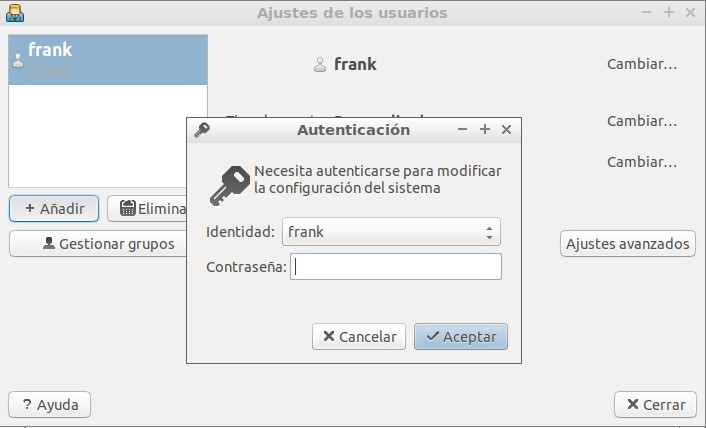 Ajustes de los usuarios
frank
frank
frank
Cambiar...
Cambiar...
Cambiar...
+ Añadir
Elimina
Gestionar grupos
Ajustes avanzados
Autenticación
Necesita autenticarse para modificar
la configuración del sistema
Identidad: frank
Contraseña:
Cancelar
Aceptar
? Ayuda
Cerrar